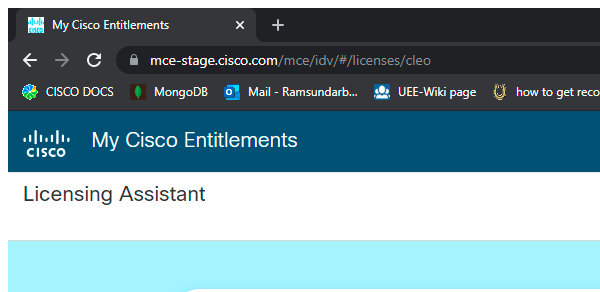 My Cisco Entitlements
mce-stage.cisco.com/mce/idv/#/licenses/cleo
CISCO DOCS MongoDB Mail - Ramsundarb... UEE-Wiki page how to get reco
CISCO My Cisco Entitlements
Licensing Assistant